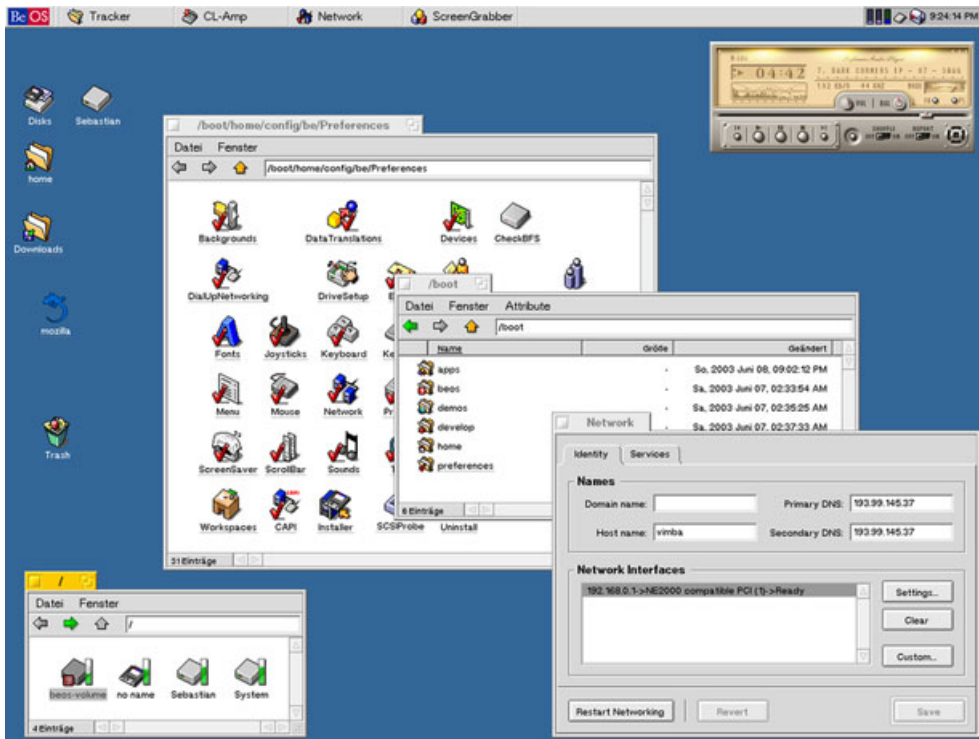 Be OS Tracker CL-Amp Network ScreenGrabber 9:24:14 PM
Disks Sebastian
home
Downloads
mozilla
Trash
04:42
/boot/home/config/be/Preferences
Datei Fenster
/boot/home/config/be/Preferences
Backgrounds DataTranslations Devices CheckBFS
DialUpNetworking DriveSetup
Fonts Joysticks Keyboard
Menu Mouse Network
ScreenSaver ScrollBar Sounds
Workspaces CAPI Installer SCSIProbe Uninstall
31 Einträge
/boot
Datei Fenster Attribute
/boot
Name Größe Geändert
apps - So, 2003 Juni 08, 09:02:12 PM
beos - Sa, 2003 Juni 07, 02:33:54 AM
demos - Sa, 2003 Juni 07, 02:35:25 AM
develop - Sa, 2003 Juni 07, 02:37:33 AM
home
preferences
6 Einträge
Network
Identity Services
Names
Domain name: Primary DNS: 193.99.145.37
Host name: vimba Secondary DNS: 193.99.145.37
Network Interfaces
192.168.0.1->NE2000 compatible PCI (1)->Ready
Settings...
Clear
Custom...
Restart Networking Revert Save
/
Datei Fenster
/
beos-volume no name Sebastian System
4 Einträge